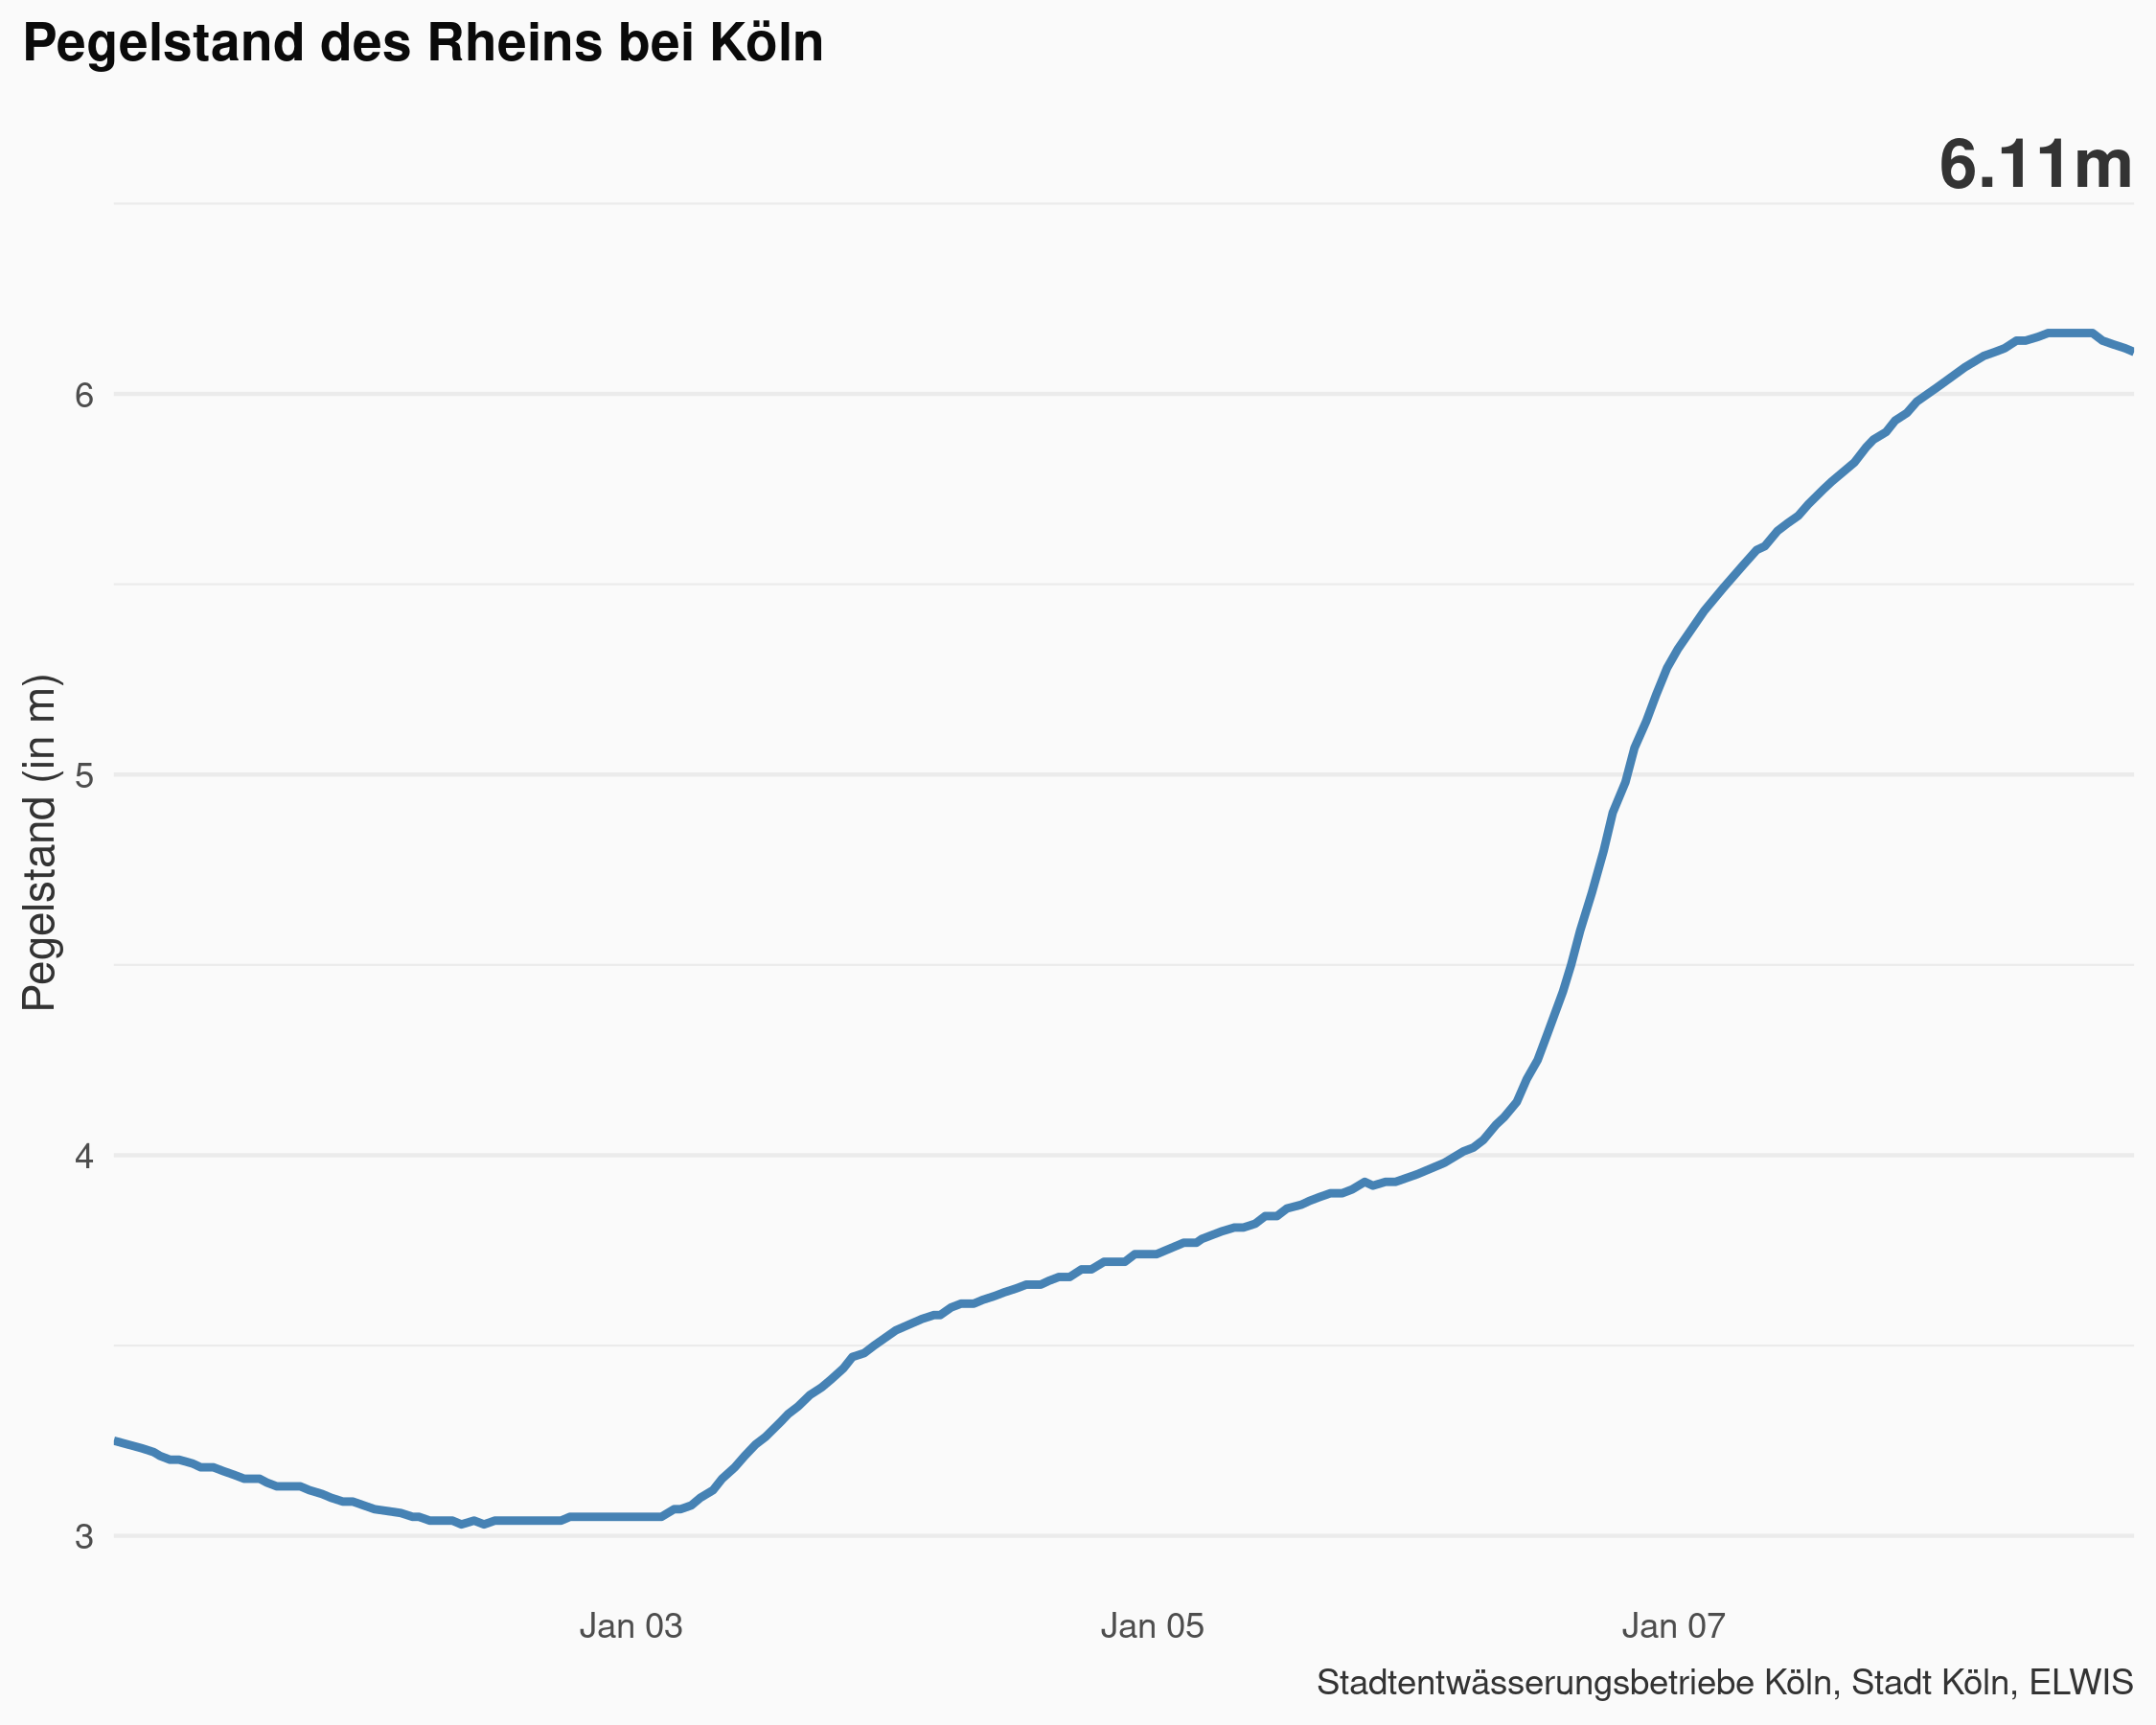 Pegelstand des Rheins bei Köln
6.11m
Pegelstand (in m)
6
5
4
3
Jan 03 Jan 05 Jan 07
Stadtentwässerungsbetriebe Köln, Stadt Köln, ELWIS